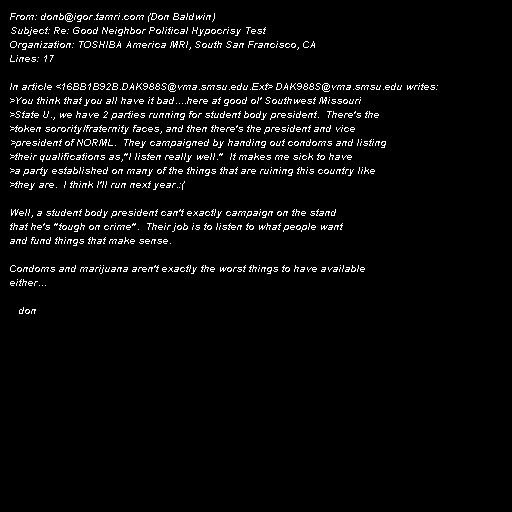 From: donb@igor.tamri.com (Don Baldwin)
Subject: Re: Good Neighbor Political Hypocrisy Test
Organization: TOSHIBA America MRI, South San Francisco, CA
Lines: 17

In article <16BB1B92B.DAK988S@vma.smsu.edu.Ext> DAK988S@vma.smsu.edu writes:
>You think that you all have it bad....here at good ol' Southwest Missouri
>State U., we have 2 parties running for student body president.  There's the
>token sorority/fraternity faces, and then there's the president and vice
>president of NORML.  They campaigned by handing out condoms and listing
>their qualifications as,"I listen really well."  It makes me sick to have
>a party established on many of the things that are ruining this country like
>they are.  I think I'll run next year.:(

Well, a student body president can't exactly campaign on the stand
that he's "tough on crime".  Their job is to listen to what people want
and fund things that make sense.

Condoms and marijuana aren't exactly the worst things to have available
either...

   don